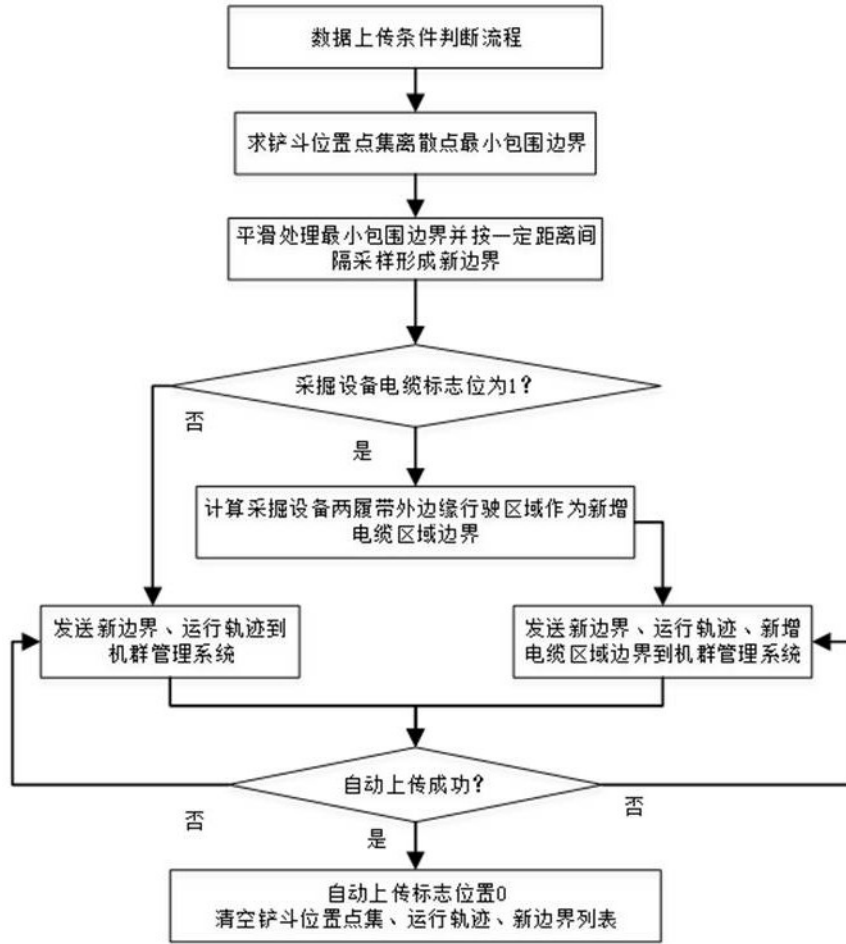 数据上传条件判断流程
求铲斗位置点集离散点最小包围边界
平滑处理最小包围边界并按一定距离间
隔采样形成新边界
采掘设备电缆标志位为1?
否
是
计算采掘设备两履带外边缘行驶区域作为新增
电缆区域边界
发送新边界、运行轨迹到
机群管理系统
发送新边界、运行轨迹、新增
电缆区域边界到机群管理系统
自动上传成功?
否
是
否
自动上传标志位置0
清空铲斗位置点集、运行轨迹、新边界列表